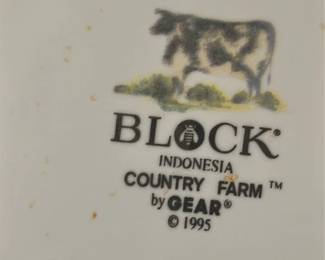 BLOCK®
INDONESIA
COUNTRY FARM™
by GEAR®
© 1995